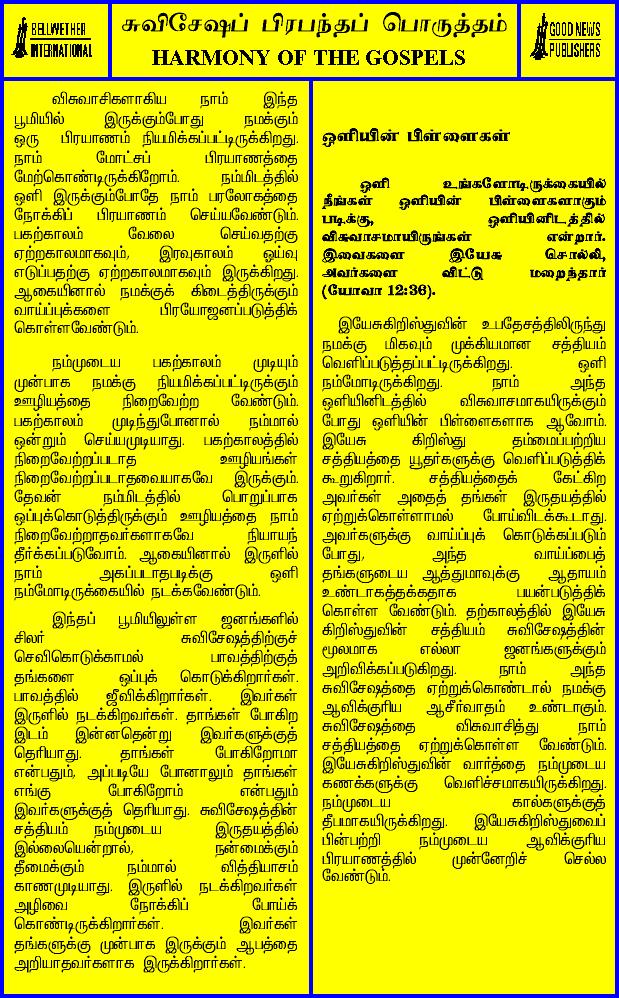 BELLWETHER
INTERNATIONAL
சுவிசேஷப் பிரபந்தப் பொருத்தம்
HARMONY OF THE GOSPELS
GOOD NEWS
PUBLISHERS
விசுவாசிகளாகிய நாம் இந்த
பூமியில் இருக்கும்போது நமக்கும்
ஒரு பிரயாணம் நியமிக்கப்பட்டிருக்கிறது.
நாம் மோட்சப் பிரயாணத்தை
மேற்கொண்டிருக்கிறோம். நம்மிடத்தில்
ஒளி இருக்கும்போதே நாம் பரலோகத்தை
நோக்கிப் பிரயாணம் செய்யவேண்டும்.
பகற்காலம் வேலை செய்வதற்கு
ஏற்றகாலமாகவும், இரவுகாலம் ஓய்வு
எடுப்பதற்கு ஏற்றகாலமாகவும் இருக்கிறது.
ஆகையினால் நமக்குக் கிடைத்திருக்கும்
வாய்ப்புக்களை பிரயோஜனப்படுத்திக்
கொள்ளவேண்டும்.
நம்முடைய பகற்காலம் முடியும்
முன்பாக நமக்கு நியமிக்கப்பட்டிருக்கும்
ஊழியத்தை நிறைவேற்ற வேண்டும்.
பகற்காலம் முடிந்துபோனால் நம்மால்
ஒன்றும் செய்யமுடியாது. பகற்காலத்தில்
நிறைவேற்றப்படாத ஊழியங்கள்
நிறைவேற்றப்படாதவையாகவே இருக்கும்.
தேவன் நம்மிடத்தில் பொறுப்பாக
ஒப்புக்கொடுத்திருக்கும் ஊழியத்தை நாம்
நிறைவேற்றாதவர்களாகவே நியாயந்
தீர்க்கப்படுவோம். ஆகையினால் இருளில்
நாம் அகப்படாதபடிக்கு ஒளி
நம்மோடிருக்கையில் நடக்கவேண்டும்.
இந்தப் பூமியிலுள்ள ஜனங்களில்
சிலர் சுவிசேஷத்திற்குச்
செவிகொடுக்காமல் பாவத்திற்குத்
தங்களை ஒப்புக் கொடுக்கிறார்கள்.
பாவத்தில் ஜீவிக்கிறார்கள். இவர்கள்
இருளில் நடக்கிறவர்கள். தாங்கள் போகிற
இடம் இன்னதென்று இவர்களுக்குத்
தெரியாது. தாங்கள் போகிறோமா
என்பதும், அப்படியே போனாலும் தாங்கள்
எங்கு போகிறோம் என்பதும்
இவர்களுக்குத் தெரியாது. சுவிசேஷத்தின்
சத்தியம் நம்முடைய இருதயத்தில்
இல்லையென்றால், நன்மைக்கும்
தீமைக்கும் நம்மால் வித்தியாசம்
காணமுடியாது. இருளில் நடக்கிறவர்கள்
அழிவை நோக்கிப் போய்க்
கொண்டிருக்கிறார்கள். இவர்கள்
தங்களுக்கு முன்பாக இருக்கும் ஆபத்தை
அறியாதவர்களாக இருக்கிறார்கள்.
ஒளியின் பிள்ளைகள்
ஒளி உங்களோடிருக்கையில்
நீங்கள் ஒளியின் பிள்ளைகளாகும்
படிக்கு, ஒளியினிடத்தில்
விசுவாசமாயிருங்கள் என்றார்.
இவைகளை இயேசு சொல்லி,
அவர்களை விட்டு மறைந்தார்
(யோவா 12:36).
இயேசுகிறிஸ்துவின் உபதேசத்திலிருந்து
நமக்கு மிகவும் முக்கியமான சத்தியம்
வெளிப்படுத்தப்பட்டிருக்கிறது. ஒளி
நம்மோடிருக்கிறது. நாம் அந்த
ஒளியினிடத்தில் விசுவாசமாகயிருக்கும்
போது ஒளியின் பிள்ளைகளாக ஆவோம்.
இயேசு கிறிஸ்து தம்மைப்பற்றிய
சத்தியத்தை யூதர்களுக்கு வெளிப்படுத்திக்
கூறுகிறார். சத்தியத்தைக் கேட்கிற
அவர்கள் அதைத் தங்கள் இருதயத்தில்
ஏற்றுக்கொள்ளாமல் போய்விடக்கூடாது.
அவர்களுக்கு வாய்ப்புக் கொடுக்கப்படும்
போது, அந்த வாய்ப்பைத்
தங்களுடைய ஆத்துமாவுக்கு ஆதாயம்
உண்டாகத்தக்கதாக பயன்படுத்திக்
கொள்ள வேண்டும். தற்காலத்தில் இயேசு
கிறிஸ்துவின் சத்தியம் சுவிசேஷத்தின்
மூலமாக எல்லா ஜனங்களுக்கும்
அறிவிக்கப்படுகிறது. நாம் அந்த
சுவிசேஷத்தை ஏற்றுக்கொண்டால் நமக்கு
ஆவிக்குரிய ஆசீர்வாதம் உண்டாகும்.
சுவிசேஷத்தை விசுவாசித்து நாம்
சத்தியத்தை ஏற்றுக்கொள்ள வேண்டும்.
இயேசுகிறிஸ்துவின் வார்த்தை நம்முடைய
கணக்களுக்கு வெளிச்சமாகயிருக்கிறது.
நம்முடைய கால்களுக்குத்
தீபமாகயிருக்கிறது. இயேசுகிறிஸ்துவைப்
பின்பற்றி நம்முடைய ஆவிக்குரிய
பிரயாணத்தில் முன்னேறிச் செல்ல
வேண்டும்.